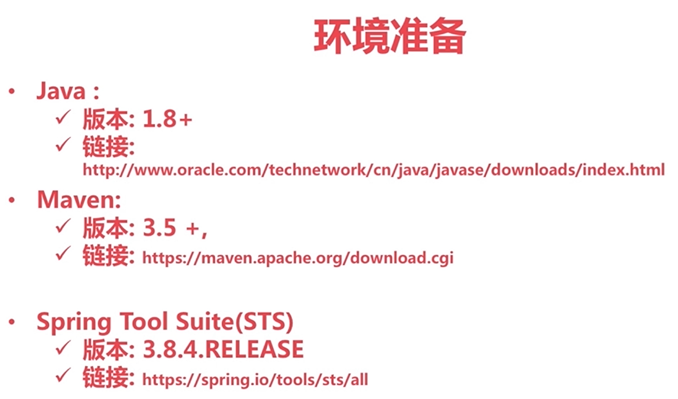 环境准备
• Java :
✓ 版本: 1.8+
✓ 链接:
http://www.oracle.com/technetwork/cn/java/javase/downloads/index.html
• Maven:
✓ 版本: 3.5 +,
✓ 链接: https://maven.apache.org/download.cgi
• Spring Tool Suite(STS)
✓ 版本: 3.8.4.RELEASE
✓ 链接: https://spring.io/tools/sts/all